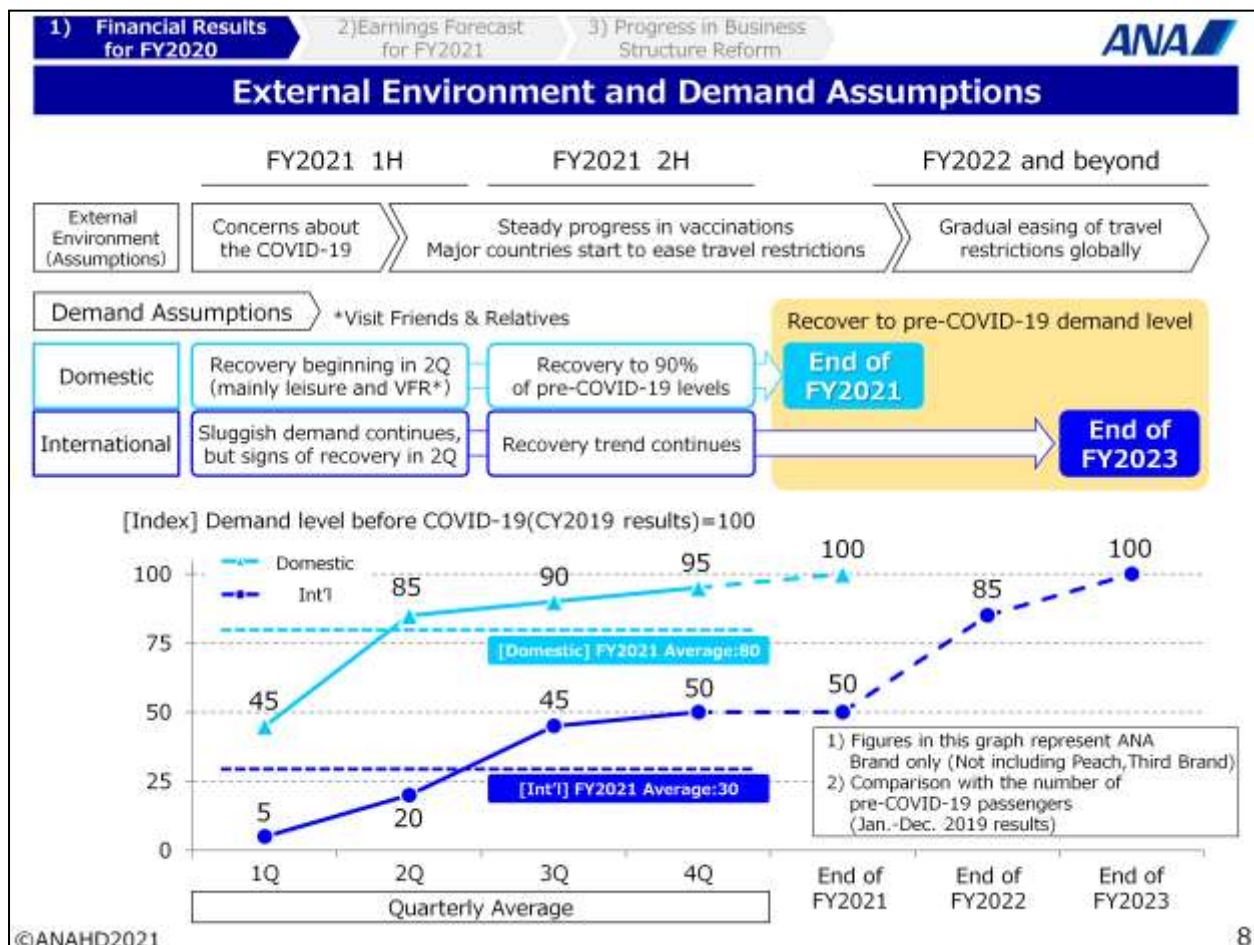 1) Financial Results
for FY2020
2)Earnings Forecast
for FY2021
3) Progress in Business
Structure Reform
ANA
External Environment and Demand Assumptions
FY2021 1H
FY2021 2H
FY2022 and beyond
External
Environment
(Assumptions)
Concerns about
the COVID-19
Steady progress in vaccinations
Major countries start to ease travel restrictions
Gradual easing of travel
restrictions globally
Demand Assumptions
*Visit Friends & Relatives
Recover to pre-COVID-19 demand level
Domestic
Recovery beginning in 2Q
(mainly leisure and VFR*)
Recovery to 90%
of pre-COVID-19 levels
End of
FY2021
International
Sluggish demand continues,
but signs of recovery in 2Q
Recovery trend continues
End of
FY2023
[Index] Demand level before COVID-19(CY2019 results)=100
Domestic
Int'l
100
75
50
25
0
45
85
90
95
100
[Domestic] FY2021 Average:80
5
20
45
50
50
85
100
[Int'l] FY2021 Average:30
1) Figures in this graph represent ANA
Brand only (Not including Peach,Third Brand)
2) Comparison with the number of
pre-COVID-19 passengers
(Jan.-Dec. 2019 results)
1Q
2Q
3Q
4Q
End of
FY2021
End of
FY2022
End of
FY2023
Quarterly Average
©ANAHD2021
8